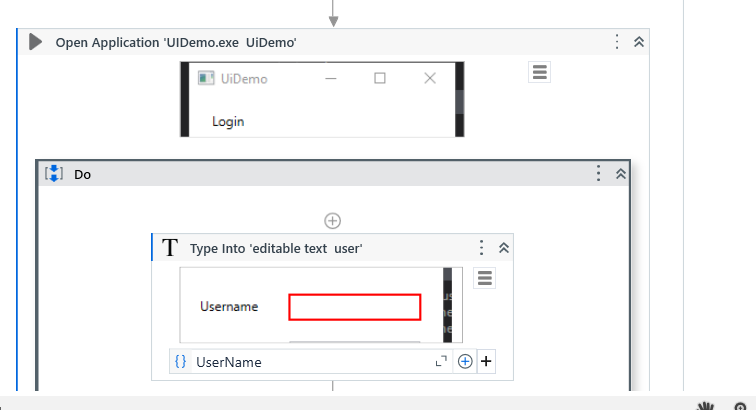 Open Application 'UIDemo.exe  UiDemo'
UiDemo
Login
Do
Type Into 'editable text  user'
Username
UserName